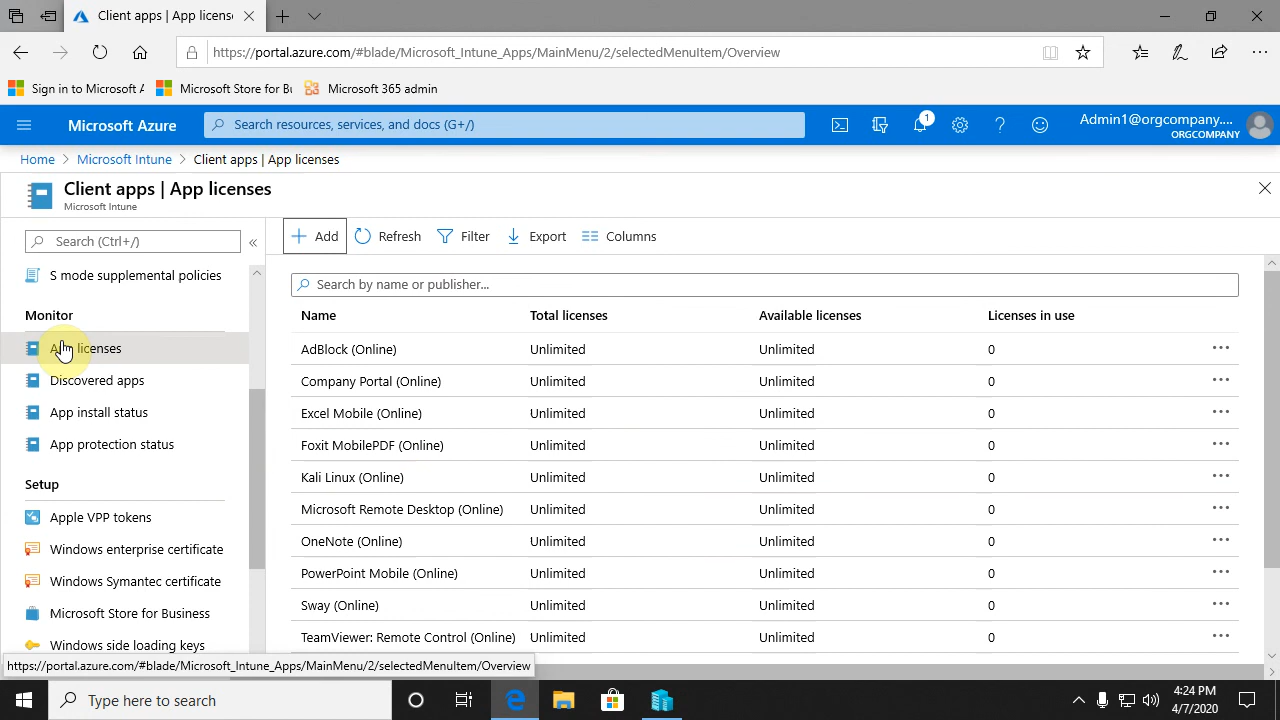 Client apps | App license
https://portal.azure.com/#blade/Microsoft_Intune_Apps/MainMenu/2/selectedMenuItem/Overview
Sign in to Microsoft A
Microsoft Store for Bu
Microsoft 365 admin
Microsoft Azure
Search resources, services, and docs (G+/)
1
Admin1@orgcompany....
ORGCOMPANY
Home > Microsoft Intune > Client apps | App licenses
Client apps | App licenses
Microsoft Intune
Search (Ctrl+/)
«
S mode supplemental policies
Monitor
App licenses
Discovered apps
App install status
App protection status
Setup
Apple VPP tokens
Windows enterprise certificate
Windows Symantec certificate
Microsoft Store for Business
Windows side loading keys
Add Refresh Filter Export Columns
Search by name or publisher...
Name Total licenses Available licenses Licenses in use
AdBlock (Online) Unlimited Unlimited 0 ...
Company Portal (Online) Unlimited Unlimited 0 ...
Excel Mobile (Online) Unlimited Unlimited 0 ...
Foxit MobilePDF (Online) Unlimited Unlimited 0 ...
Kali Linux (Online) Unlimited Unlimited 0 ...
Microsoft Remote Desktop (Online) Unlimited Unlimited 0 ...
OneNote (Online) Unlimited Unlimited 0 ...
PowerPoint Mobile (Online) Unlimited Unlimited 0 ...
Sway (Online) Unlimited Unlimited 0 ...
TeamViewer: Remote Control (Online) Unlimited Unlimited 0 ...
https://portal.azure.com/#blade/Microsoft_Intune_Apps/MainMenu/2/selectedMenuItem/Overview
Type here to search
4:24 PM
4/7/2020